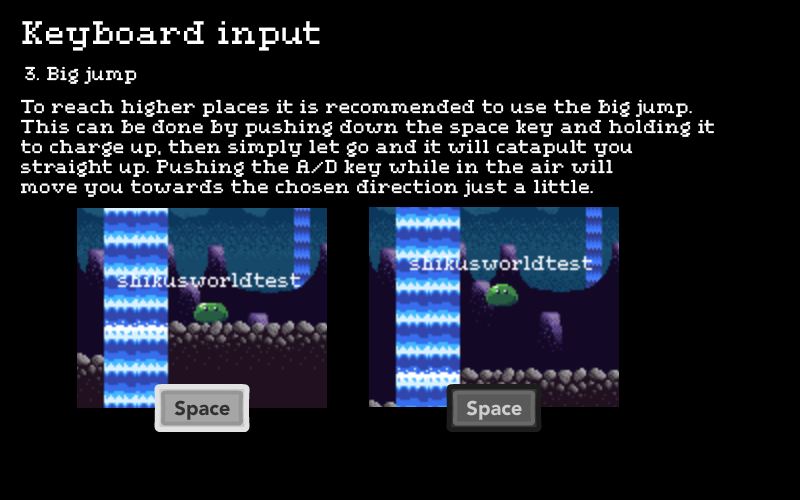 Keyboard input
3. Big jump
To reach higher places it is recommended to use the big jump.
This can be done by pushing down the space key and holding it
to charge up, then simply let go and it will catapult you
straight up. Pushing the A/D key while in the air will
move you towards the chosen direction just a little.
shikusworldtest
shikusworldtest
Space
Space